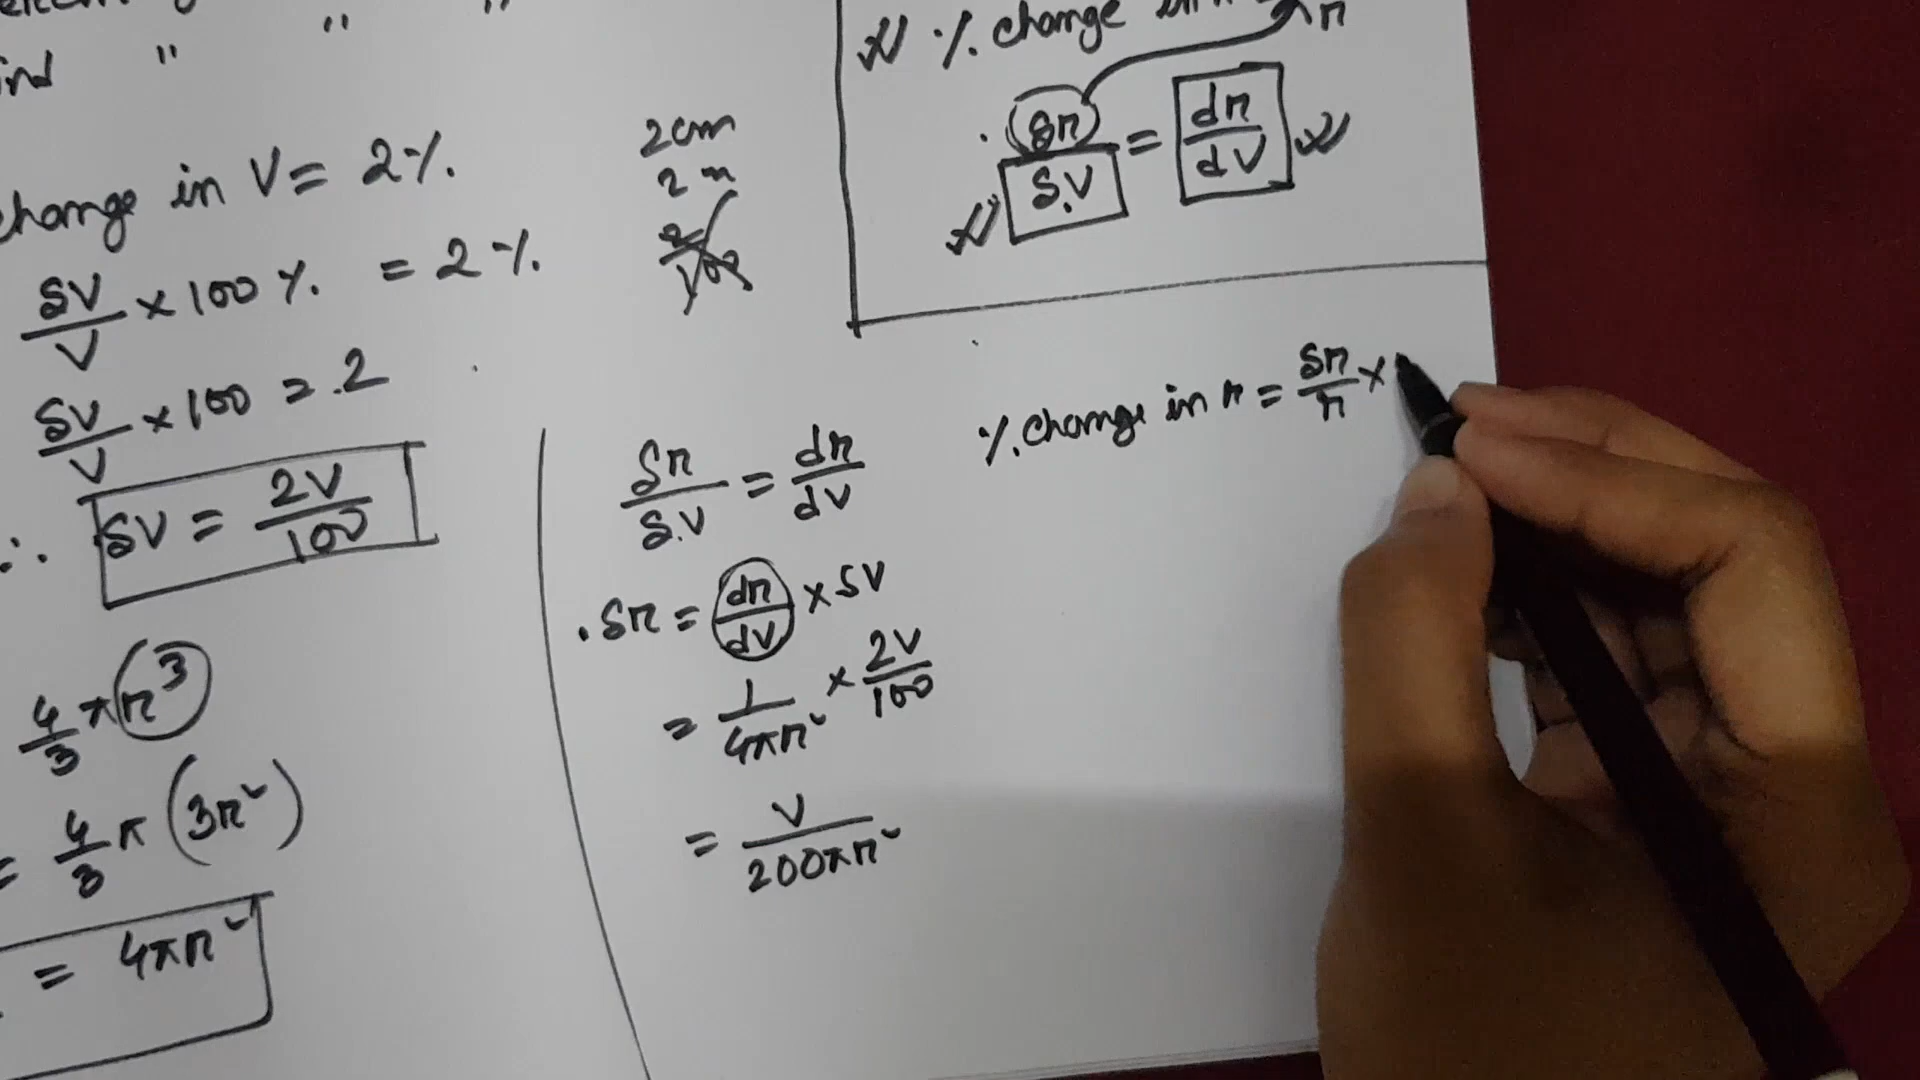 " "
" "
change in V = 2%.
δV/V × 100 %. = 2%.
δV/V × 100 = 2
∴ δV = 2V/100
4/3 π r³
= 4/3 π (3r²)
= 4πr²
2cm
2 m
2/100
%. change in
δr/δV = dr/dV
r
δr/δV = dr/dV
δr = dr/dV × δV
= 1/4πr² × 2V/100
= V/200πr²
%. change in r = δr/r ×